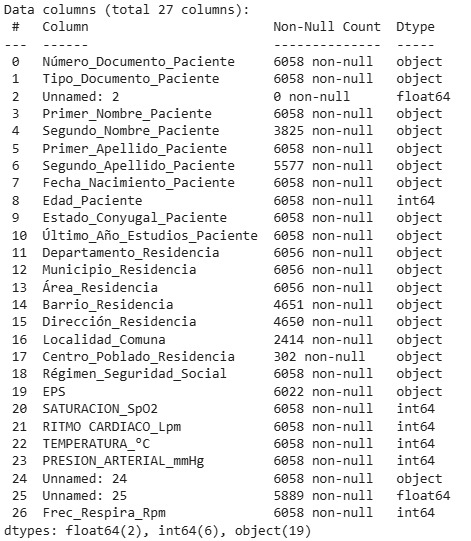 Data columns (total 27 columns):
 #   Column                       Non-Null Count  Dtype
---  ------                       --------------  -----
 0   Número_Documento_Paciente    6058 non-null   object
 1   Tipo_Documento_Paciente      6058 non-null   object
 2   Unnamed: 2                   0 non-null      float64
 3   Primer_Nombre_Paciente       6058 non-null   object
 4   Segundo_Nombre_Paciente      3825 non-null   object
 5   Primer_Apellido_Paciente     6058 non-null   object
 6   Segundo_Apellido_Paciente    5577 non-null   object
 7   Fecha_Nacimiento_Paciente    6058 non-null   object
 8   Edad_Paciente                6058 non-null   int64
 9   Estado_Conyugal_Paciente     6058 non-null   object
 10  Último_Año_Estudios_Paciente 6058 non-null   object
 11  Departamento_Residencia      6056 non-null   object
 12  Municipio_Residencia         6056 non-null   object
 13  Área_Residencia              6056 non-null   object
 14  Barrio_Residencia            4651 non-null   object
 15  Dirección_Residencia         4650 non-null   object
 16  Localidad_Comuna             2414 non-null   object
 17  Centro_Poblado_Residencia    302 non-null    object
 18  Régimen_Seguridad_Social     6058 non-null   object
 19  EPS                          6022 non-null   object
 20  SATURACION_SpO2              6058 non-null   int64
 21  RITMO CARDIACO_Lpm           6058 non-null   int64
 22  TEMPERATURA_ºC               6058 non-null   int64
 23  PRESION_ARTERIAL_mmHg        6058 non-null   int64
 24  Unnamed: 24                  6058 non-null   object
 25  Unnamed: 25                  5889 non-null   float64
 26  Frec_Respira_Rpm             6058 non-null   int64
dtypes: float64(2), int64(6), object(19)